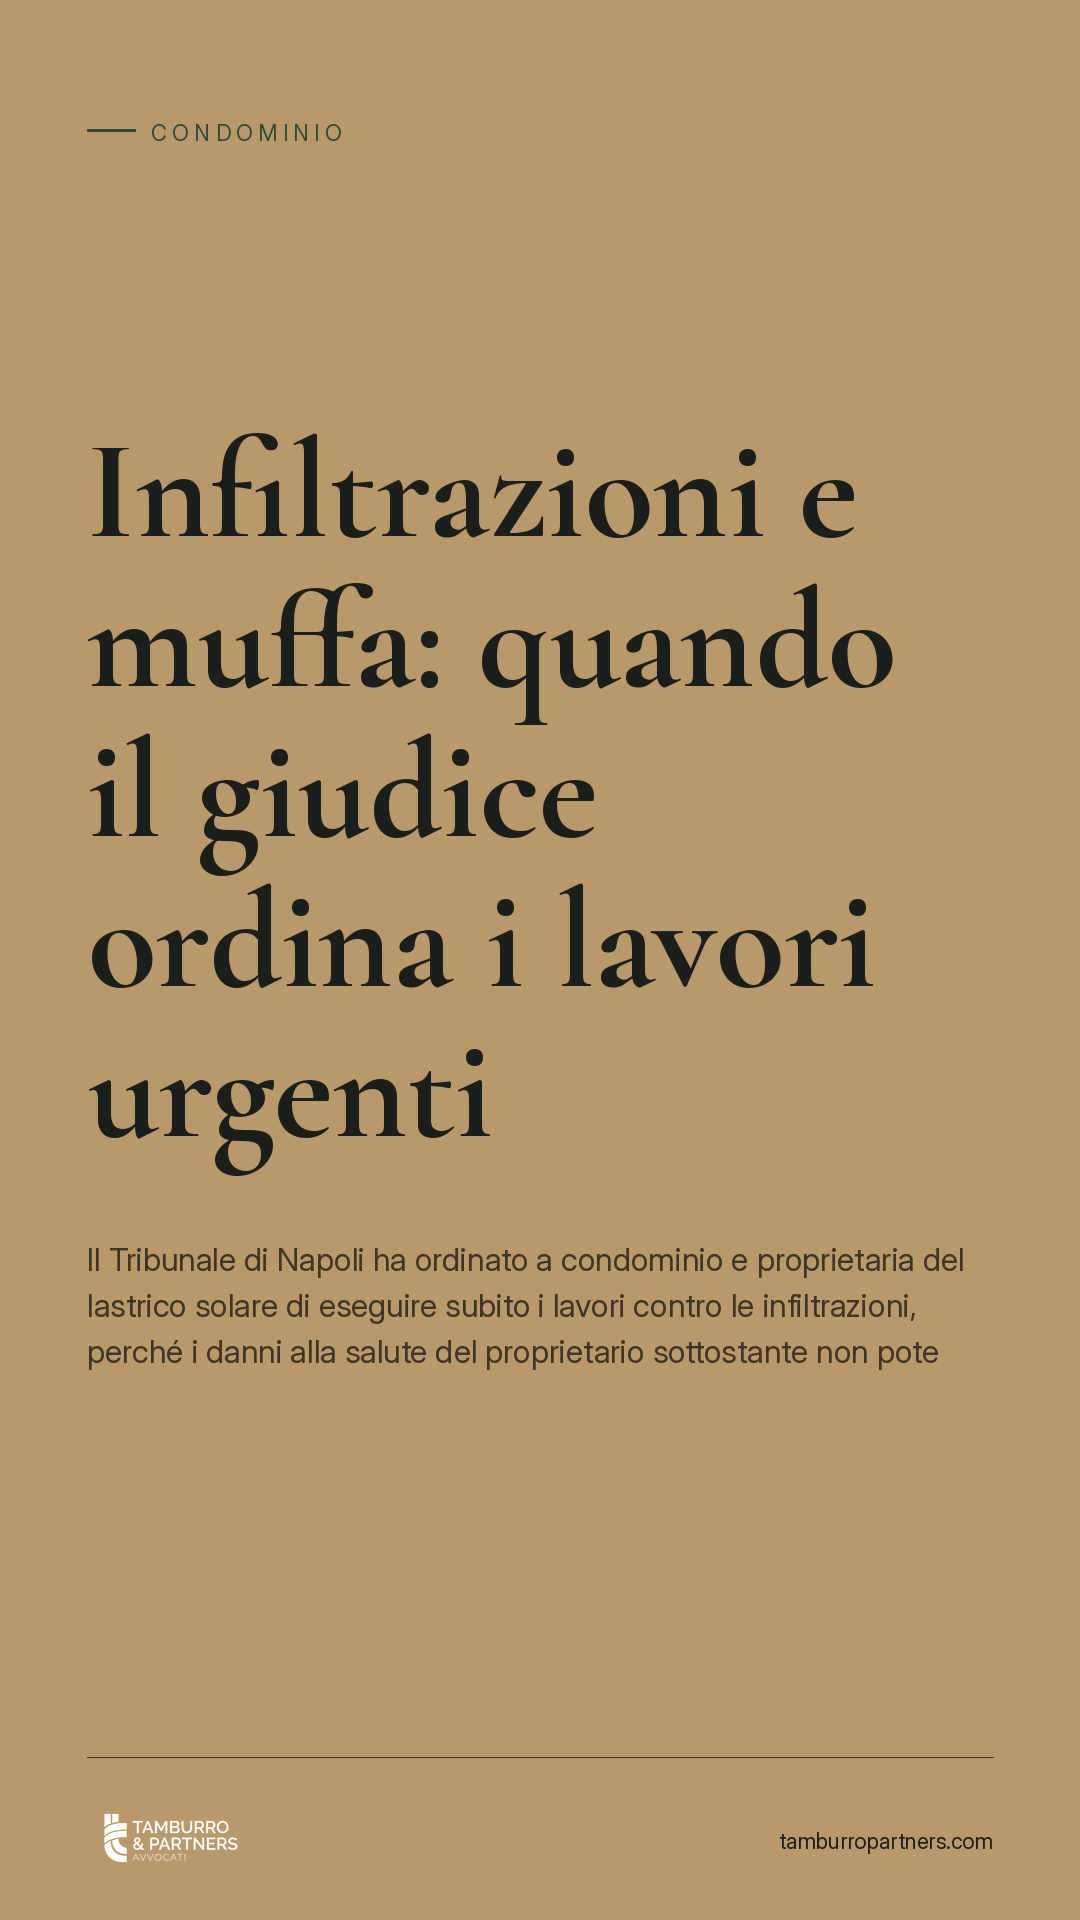 CONDOMINIO
Infiltrazioni e
muffa: quando
il giudice
ordina i lavori
urgenti
Il Tribunale di Napoli ha ordinato a condominio e proprietaria del
lastrico solare di eseguire subito i lavori contro le infiltrazioni,
perché i danni alla salute del proprietario sottostante non pote
TAMBURRO
& PARTNERS
AVVOCATI
tamburropartners.com